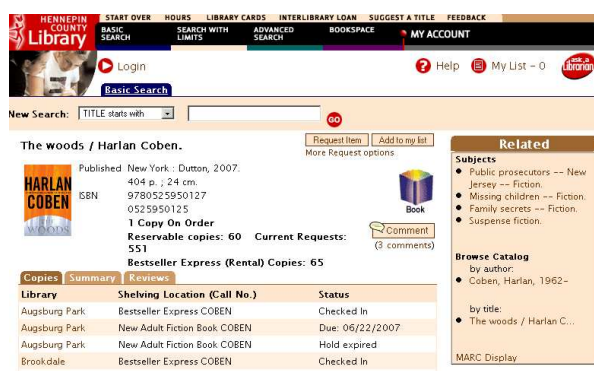 HENNEPIN COUNTY Library
START OVER HOURS LIBRARY CARDS INTERLIBRARY LOAN SUGGEST A TITLE FEEDBACK
BASIC SEARCH SEARCH WITH LIMITS ADVANCED SEARCH BOOKSPACE MY ACCOUNT
Login Help My List - 0 ask a Librarian
Basic Search
New Search: TITLE starts with GO
The woods / Harlan Coben.
Request Item Add to my list
More Request options
Published New York : Dutton, 2007.
404 p. ; 24 cm.
ISBN 9780525950127
0525950125
1 Copy On Order
Reservable copies: 60 Current Requests:
551
Bestseller Express (Rental) Copies: 65
HARLAN
COBEN
WOODS
Book
Comment
(3 comments)
Copies Summary Reviews
Library Shelving Location (Call No.) Status
Augsburg Park Bestseller Express COBEN Checked In
Augsburg Park New Adult Fiction Book COBEN Due: 06/22/2007
Augsburg Park New Adult Fiction Book COBEN Hold expired
Brookdale Bestseller Express COBEN Checked In
Related
Subjects
Public prosecutors -- New
Jersey -- Fiction.
Missing children -- Fiction.
Family secrets -- Fiction.
Suspense fiction.
Browse Catalog
by author:
Coben, Harlan, 1962-
by title:
The woods / Harlan C...
MARC Display